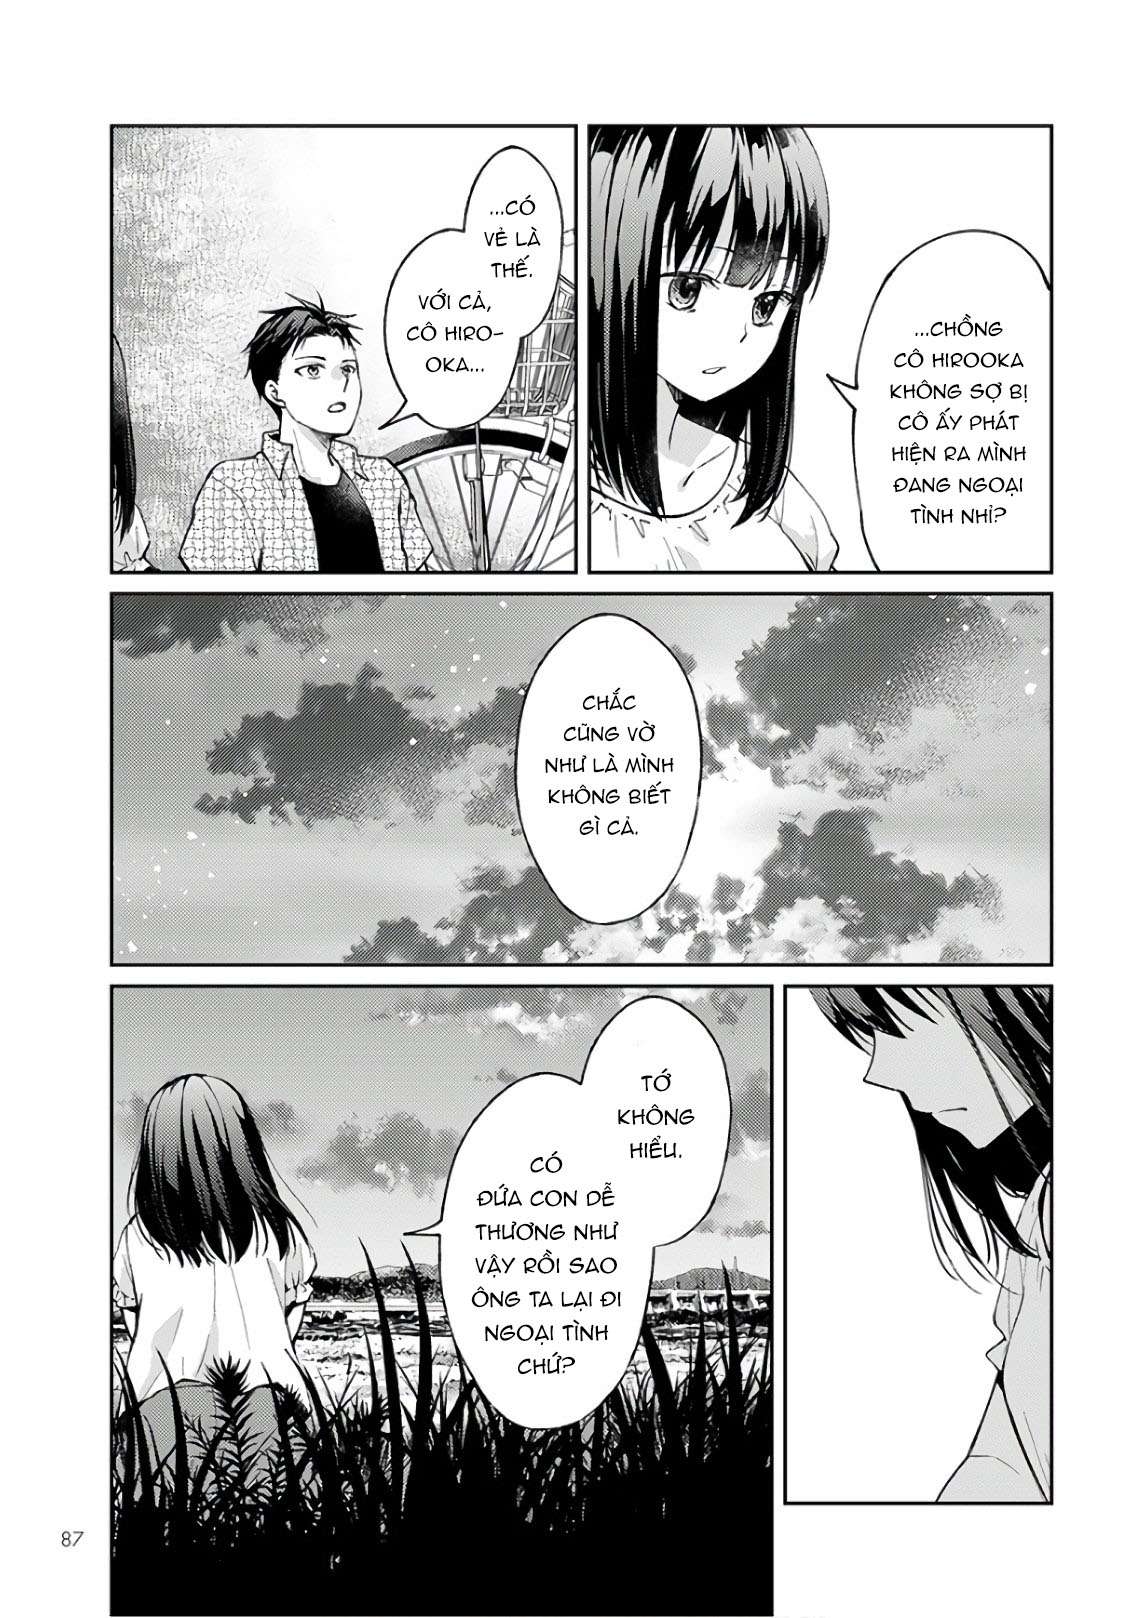 ...CHỒNG
CÔ HIROOKA
KHÔNG SỢ BỊ
CÔ ẤY PHÁT
HIỆN RA MÌNH
ĐANG NGOẠI
TÌNH NHỈ?
...CÓ
VẺ LÀ
THẾ.
VỚI CẢ,
CÔ HIRO-
OKA...
CHẮC
CŨNG VỜ
NHƯ LÀ MÌNH
KHÔNG BIẾT
GÌ CẢ.
TỚ
KHÔNG
HIỂU.
CÓ
ĐỨA CON DỄ
THƯƠNG NHƯ
VẬY RỒI SAO
ÔNG TA LẠI ĐI
NGOẠI TÌNH
CHỨ?
87